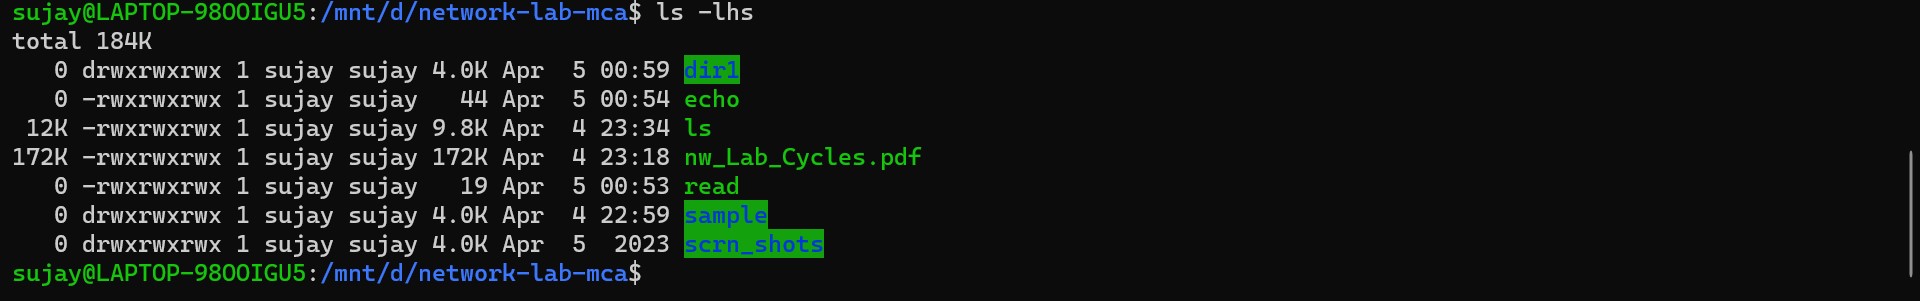 sujay@LAPTOP-98OOIGU5:/mnt/d/network-lab-mca$ ls -lhs
total 184K
   0 drwxrwxrwx 1 sujay sujay 4.0K Apr  5 00:59 dir1
   0 -rwxrwxrwx 1 sujay sujay   44 Apr  5 00:54 echo
 12K -rwxrwxrwx 1 sujay sujay 9.8K Apr  4 23:34 ls
172K -rwxrwxrwx 1 sujay sujay 172K Apr  4 23:18 nw_Lab_Cycles.pdf
   0 -rwxrwxrwx 1 sujay sujay   19 Apr  5 00:53 read
   0 drwxrwxrwx 1 sujay sujay 4.0K Apr  4 22:59 sample
   0 drwxrwxrwx 1 sujay sujay 4.0K Apr  5  2023 scrn_shots
sujay@LAPTOP-98OOIGU5:/mnt/d/network-lab-mca$